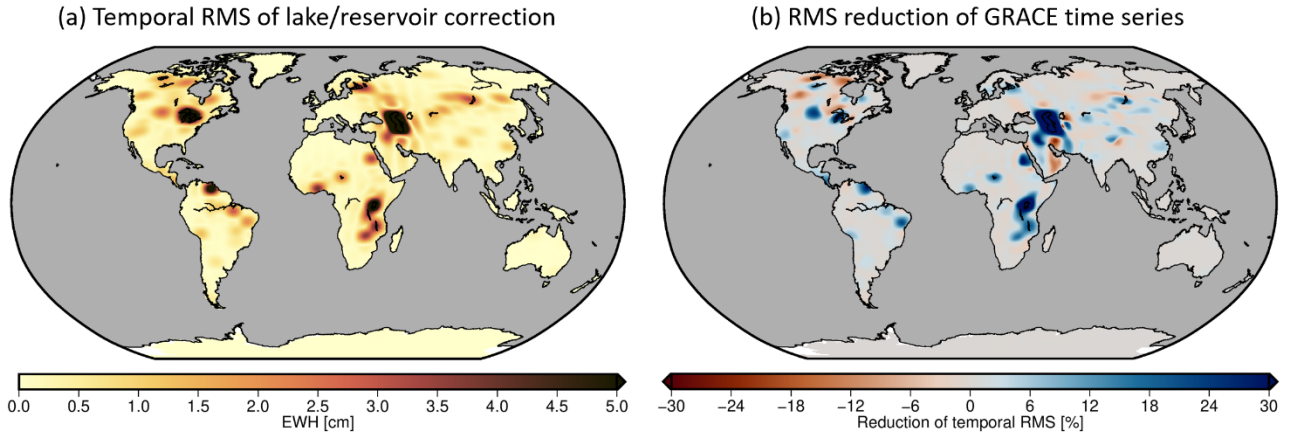 (a) Temporal RMS of lake/reservoir correction
(b) RMS reduction of GRACE time series
0.0 0.5 1.0 1.5 2.0 2.5 3.0 3.5 4.0 4.5 5.0
EWH [cm]
−30 −24 −18 −12 −6 0 6 12 18 24 30
Reduction of temporal RMS [%]